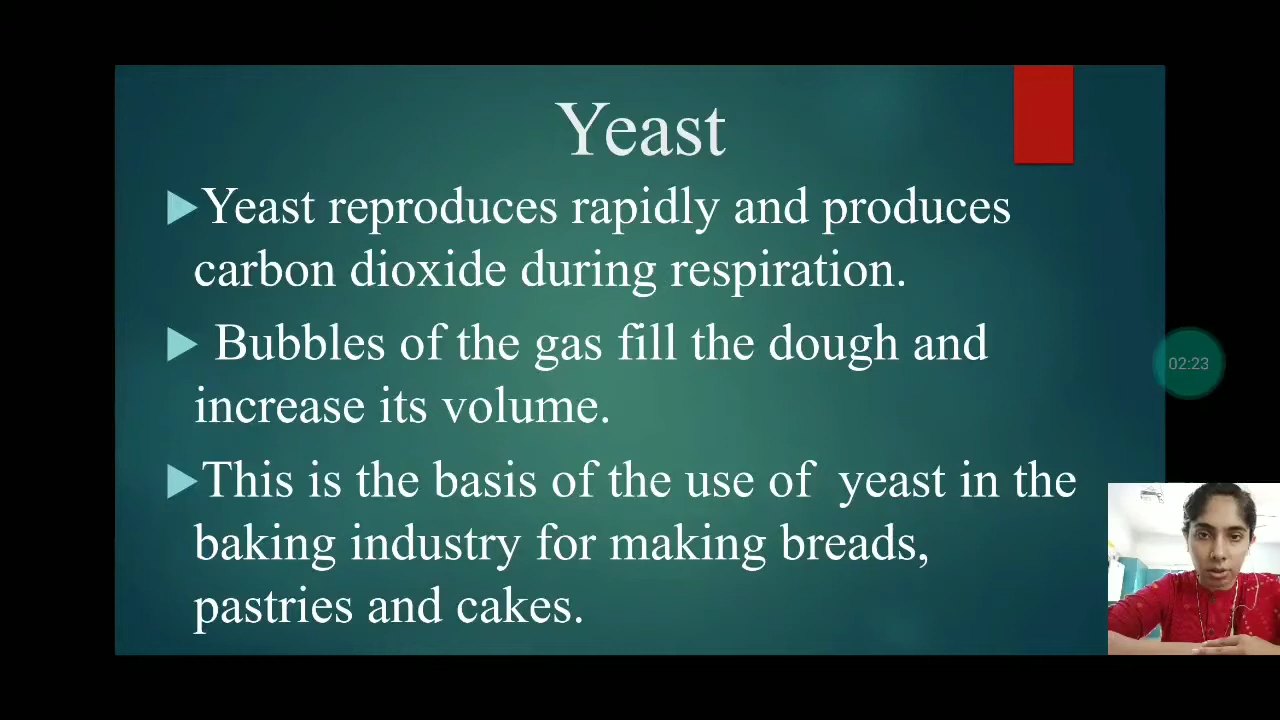 Yeast
Yeast reproduces rapidly and produces
carbon dioxide during respiration.
Bubbles of the gas fill the dough and
increase its volume.
This is the basis of the use of yeast in the
baking industry for making breads,
pastries and cakes.
02:23